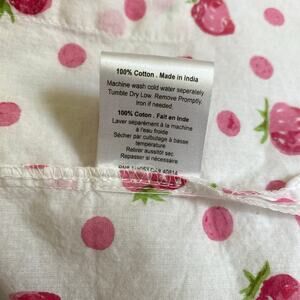 100% Cotton . Made in India
Machine wash cold water seperately
Tumble Dry Low. Remove Promptly.
Iron if needed.
100% Cotton . Fait en Inde
Laver séparément à la machine
à l'eau froide
Sécher par culbutage à basse
température
Retirer aussitôt sec.
Repasser si nécessaire